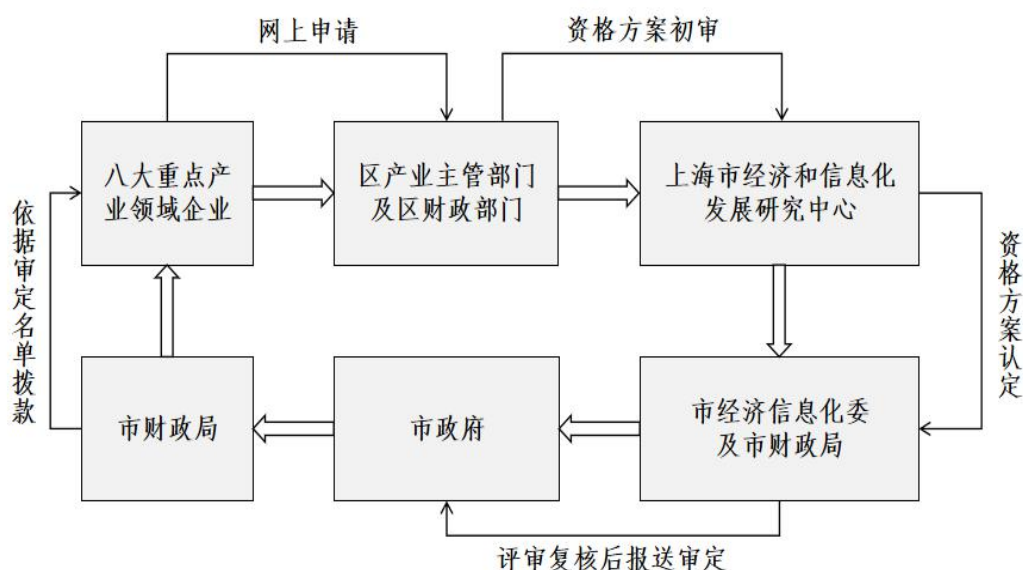 网上申请
资格方案初审
八大重点产
业领域企业
区产业主管部门
及区财政部门
上海市经济和信息化
发展研究中心
依据审定名单拨款
资格方案认定
市财政局
市政府
市经济信息化委
及市财政局
评审复核后报送审定